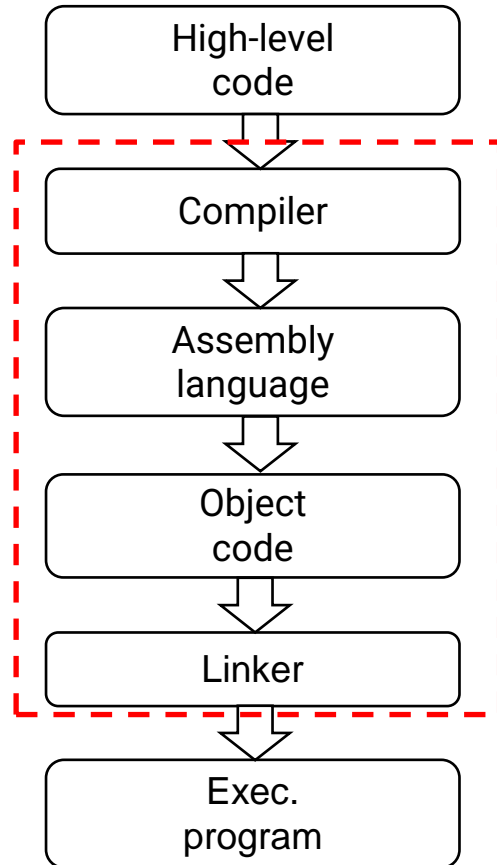 High-level
code
Compiler
Assembly
language
Object
code
Linker
Exec.
program